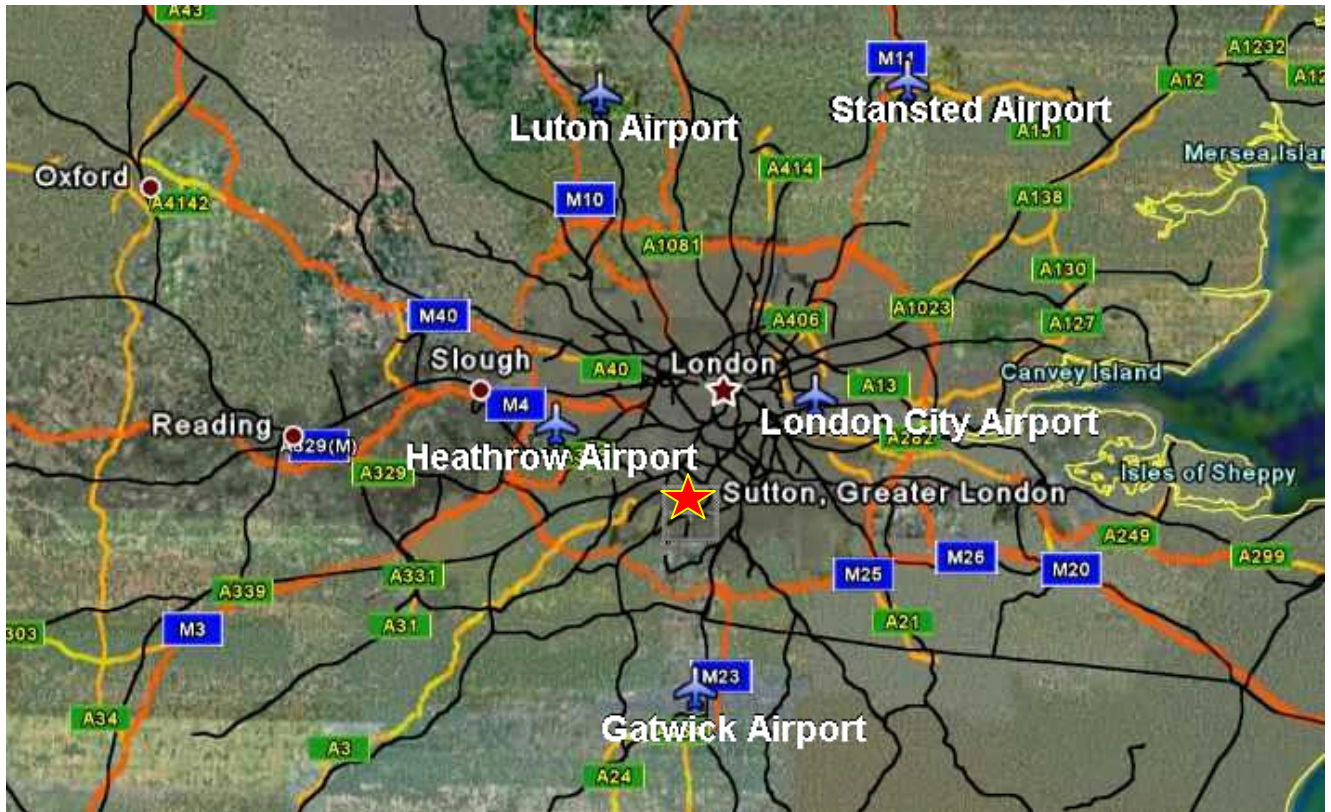 A43
A1232
M11
A12
A12
Stansted Airport
Luton Airport
A131
Mersea Islan
A414
Oxford
A4142
M10
A138
A1081
A130
M40
A406
A1023
A127
Slough
A40
London
Canvey Island
A13
M4
London City Airport
Reading
A329(M)
A282
Heathrow Airport
A329
Isles of Sheppy
Sutton, Greater London
A249
A299
M26
M25
M20
A331
A339
A31
A21
303
M3
M23
A34
Gatwick Airport
A3
A24